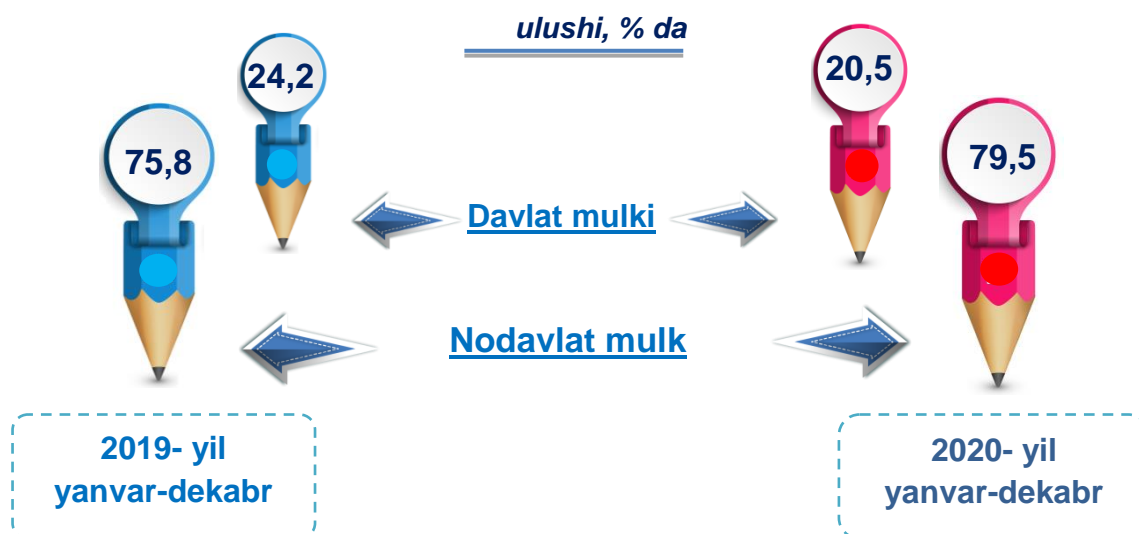 ulushi, % da
24,2
20,5
75,8
79,5
Davlat mulki
Nodavlat mulk
2019- yil
yanvar-dekabr
2020- yil
yanvar-dekabr